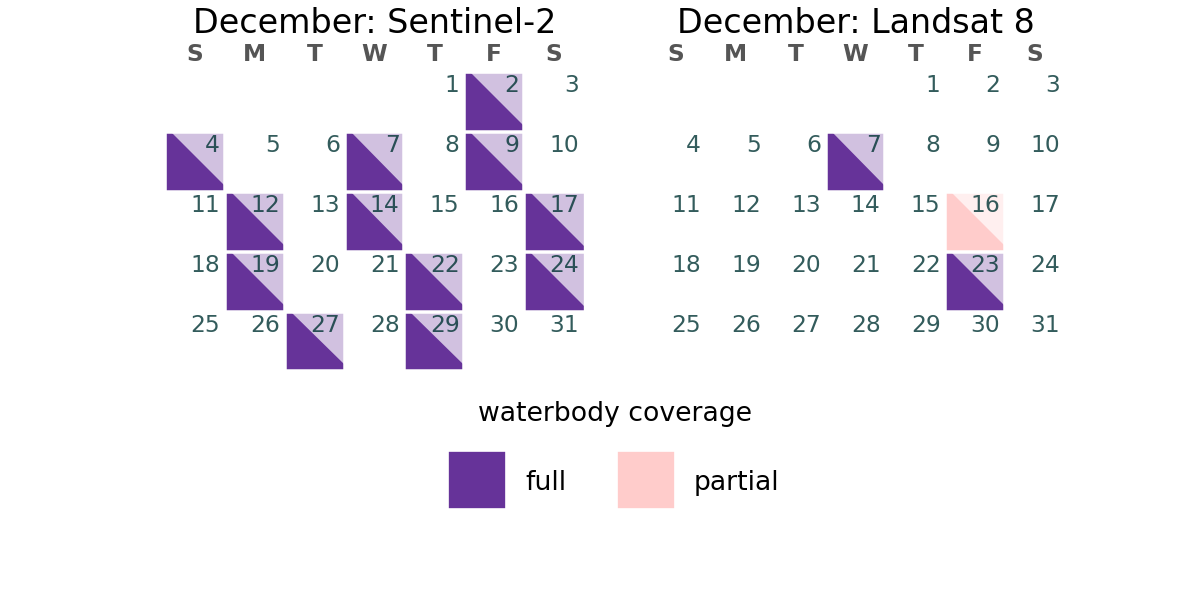 December: Sentinel-2
S M T W T F S
1 2 3
4 5 6 7 8 9 10
11 12 13 14 15 16 17
18 19 20 21 22 23 24
25 26 27 28 29 30 31
December: Landsat 8
S M T W T F S
1 2 3
4 5 6 7 8 9 10
11 12 13 14 15 16 17
18 19 20 21 22 23 24
25 26 27 28 29 30 31
waterbody coverage
full partial